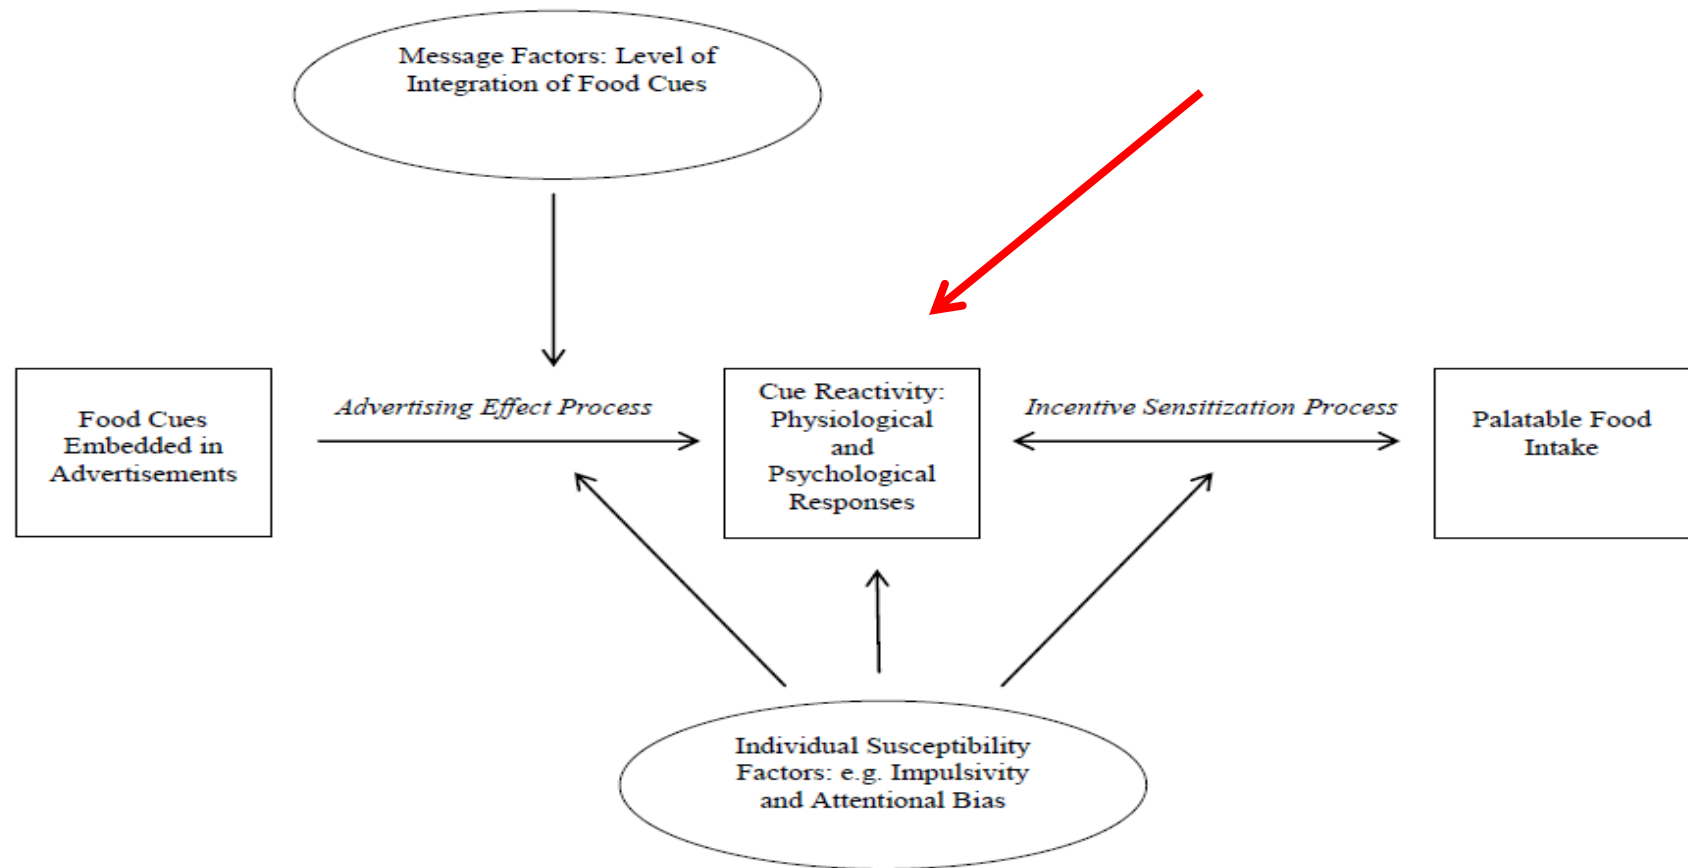 Message Factors: Level of
Integration of Food Cues
Food Cues
Embedded in
Advertisements
Advertising Effect Process
Cue Reactivity:
Physiological
and
Psychological
Responses
Incentive Sensitization Process
Palatable Food
Intake
Individual Susceptibility
Factors: e.g. Impulsivity
and Attentional Bias